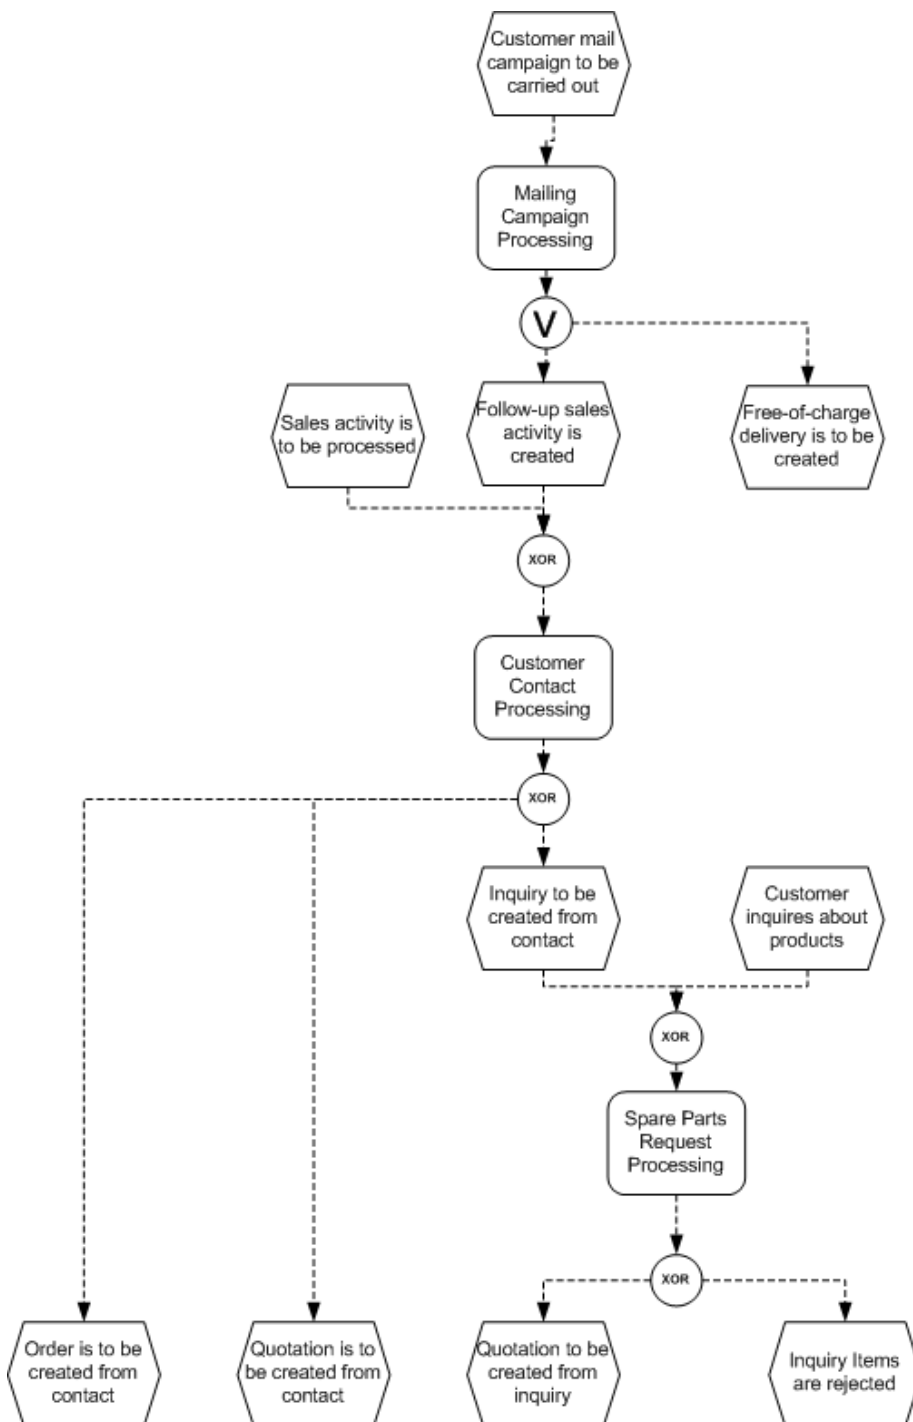 Customer mail
campaign to be
carried out
Mailing
Campaign
Processing
V
Sales activity is
to be processed
Follow-up sales
activity is
created
Free-of-charge
delivery is to be
created
XOR
Customer
Contact
Processing
XOR
Inquiry to be
created from
contact
Customer
inquires about
products
XOR
Spare Parts
Request
Processing
XOR
Order is to be
created from
contact
Quotation is to
be created from
contact
Quotation to be
created from
inquiry
Inquiry Items
are rejected